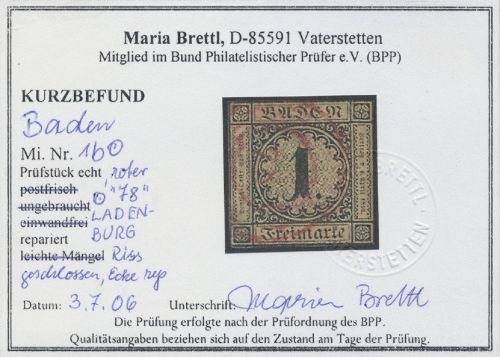 Maria Brettl, D-85591 Vaterstetten
Mitglied im Bund Philatelistischer Prüfer e.V. (BPP)
KURZBEFUND
Baden
Mi. Nr. 1b
Prüfstück echt, roter
postfrisch "78"
ungebraucht LADEN-
einwandfrei BURG
repariert
leichte Mängel Riss
geschlossen, Ecke rep
Datum: 3.7.06 Unterschrift: Maria Brettl
Die Prüfung erfolgte nach der Prüfordnung des BPP.
Qualitätsangaben beziehen sich auf den Zustand am Tage der Prüfung.
BADEN
1
Freimarke
BRETTL
VATERSTETTEN